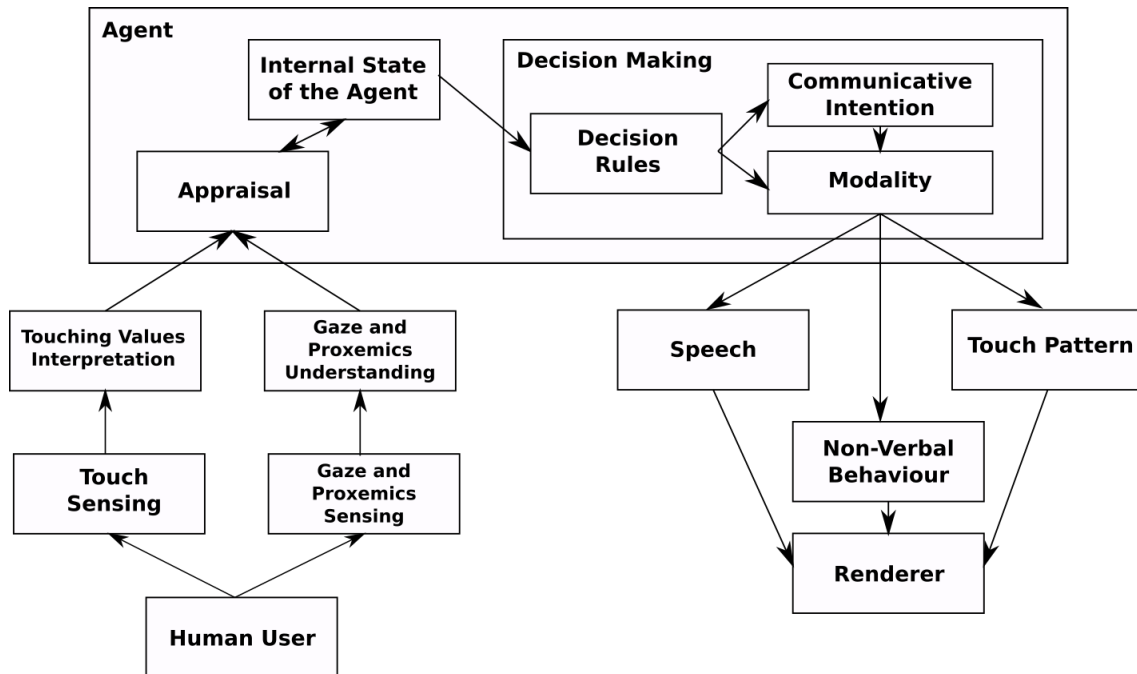 Agent
Internal State
of the Agent
Decision Making
Communicative
Intention
Decision
Rules
Modality
Appraisal
Touching Values
Interpretation
Gaze and
Proxemics
Understanding
Speech
Touch Pattern
Touch
Sensing
Gaze and
Proxemics
Sensing
Non-Verbal
Behaviour
Renderer
Human User